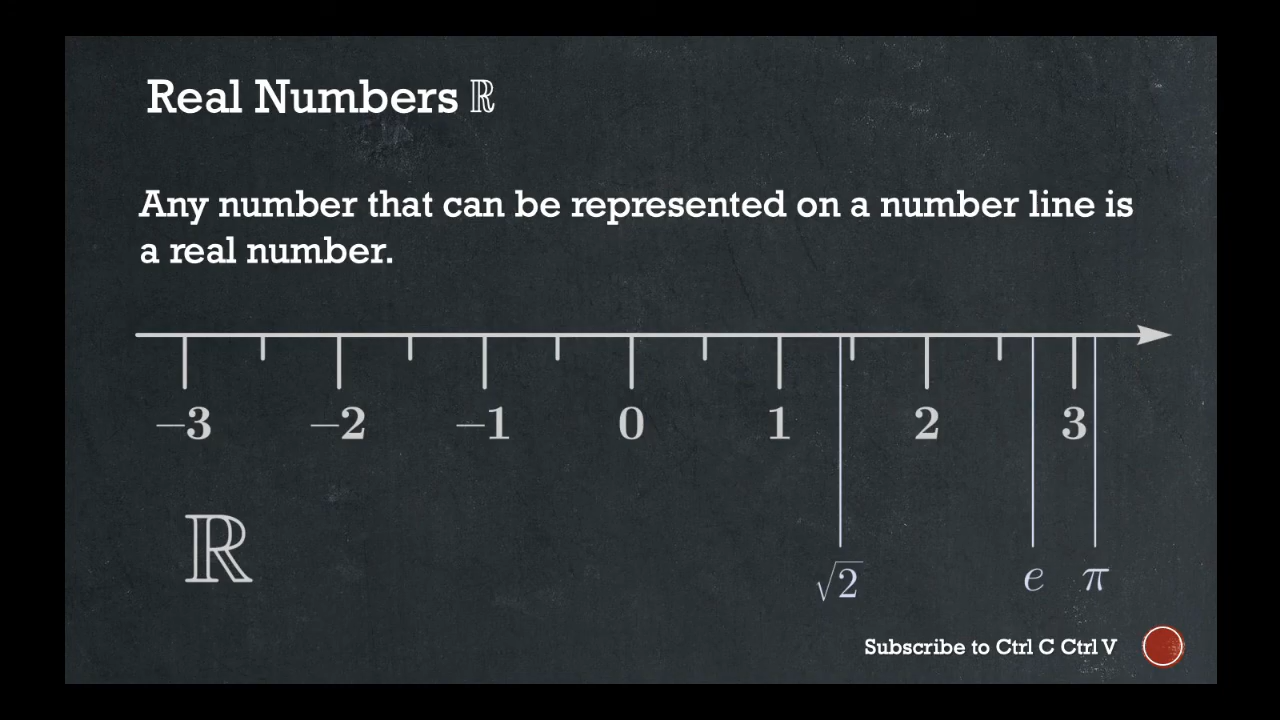 Real Numbers ℝ
Any number that can be represented on a number line is
a real number.
−3 −2 −1 0 1 2 3
ℝ
√2 e π
Subscribe to Ctrl C Ctrl V